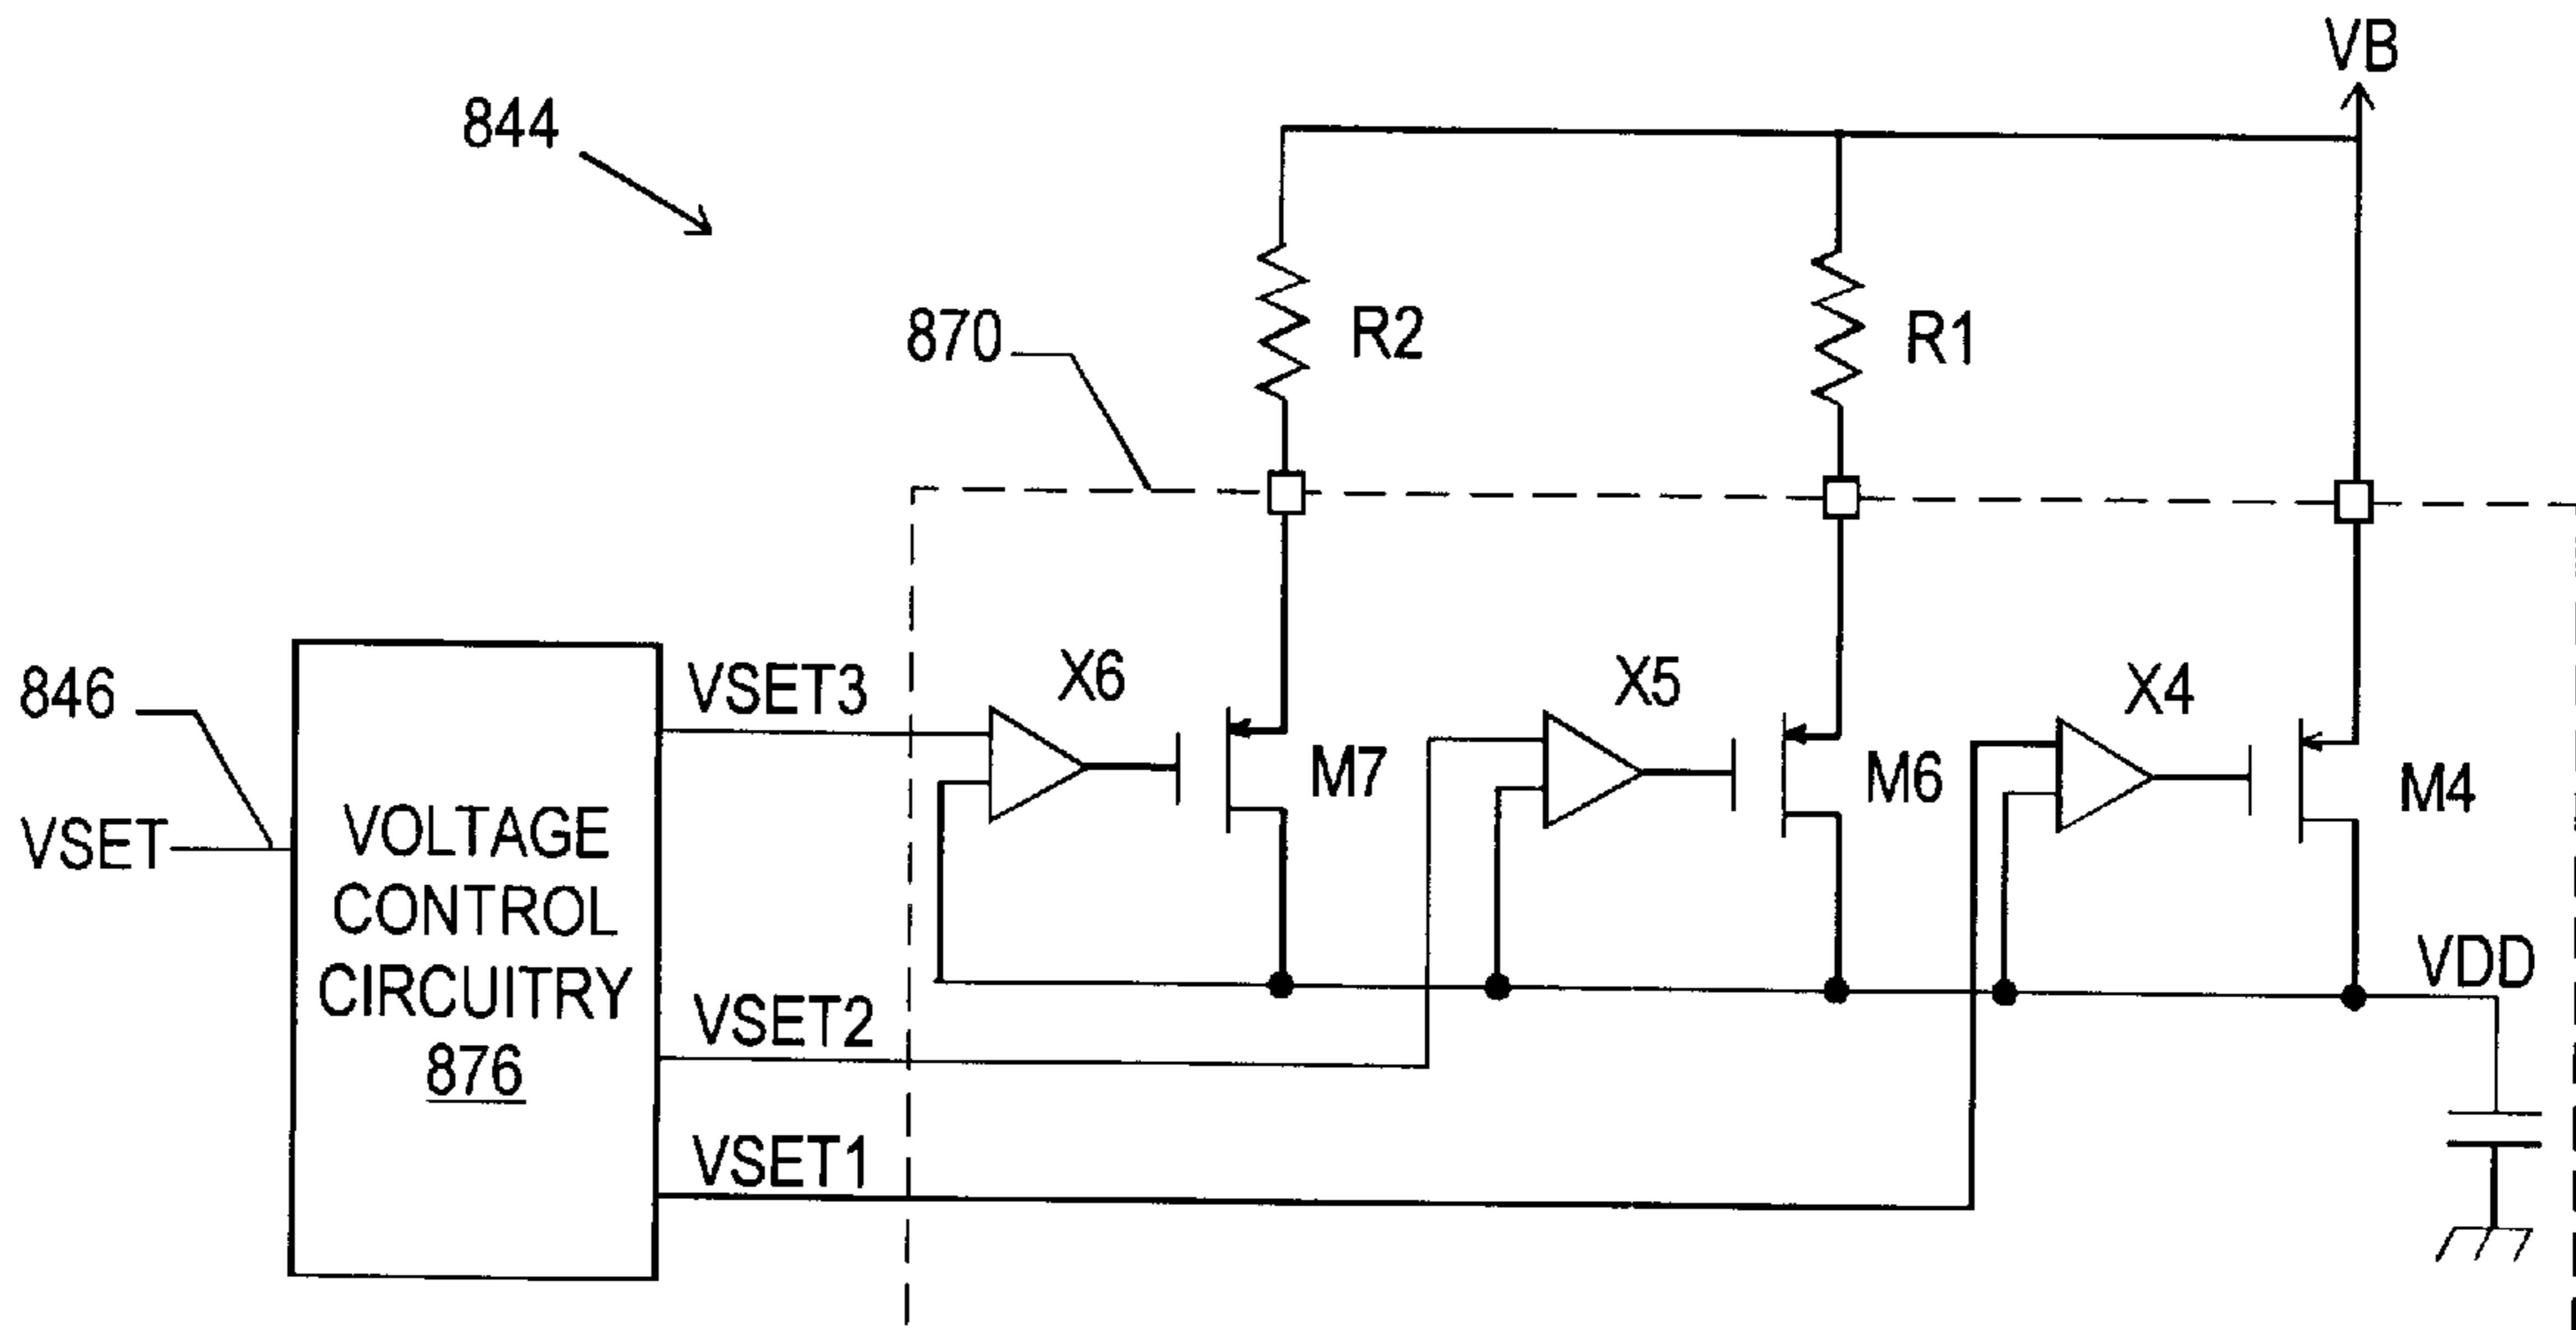 VB
844
870
R2
R1
846
VSET3
X6
X5
X4
M7
M6
M4
VSET
VOLTAGE
CONTROL
CIRCUITRY
876
VDD
VSET2
VSET1